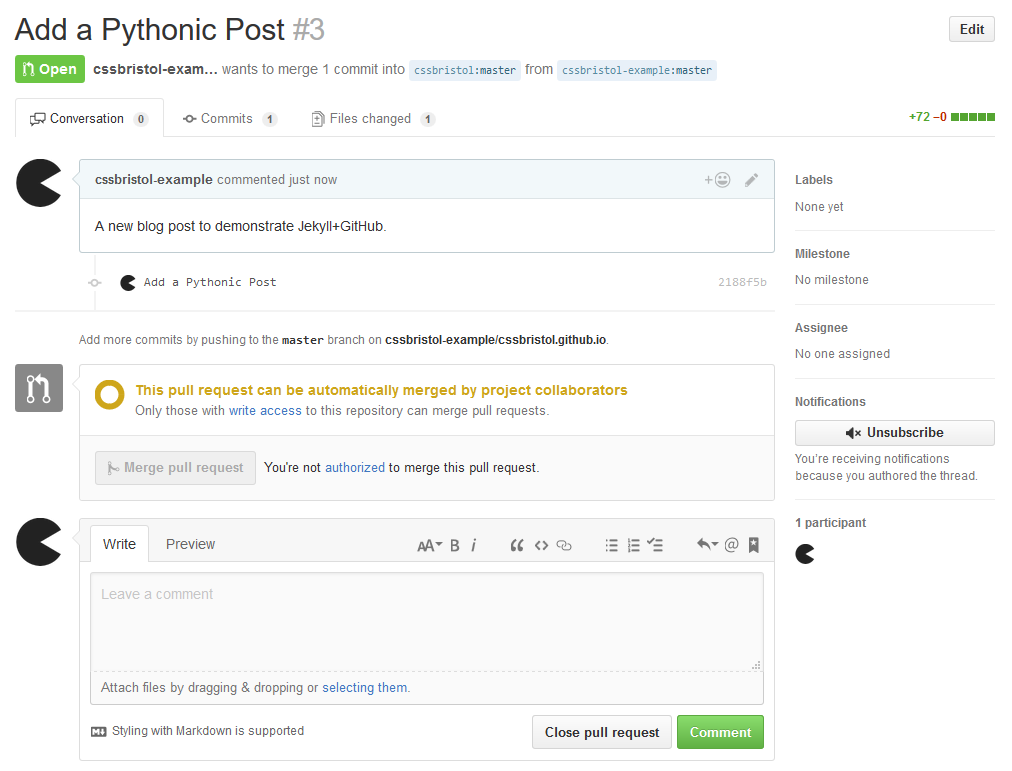 Add a Pythonic Post #3
Edit
Open cssbristol-exam… wants to merge 1 commit into cssbristol:master from cssbristol-example:master
Conversation 0 Commits 1 Files changed 1 +72 −0
cssbristol-example commented just now
A new blog post to demonstrate Jekyll+GitHub.
Add a Pythonic Post 2188f5b
Add more commits by pushing to the master branch on cssbristol-example/cssbristol.github.io.
This pull request can be automatically merged by project collaborators
Only those with write access to this repository can merge pull requests.
Merge pull request You're not authorized to merge this pull request.
Write Preview AA B i
Leave a comment
Attach files by dragging & dropping or selecting them.
Styling with Markdown is supported
Close pull request Comment
Labels
None yet
Milestone
No milestone
Assignee
No one assigned
Notifications
Unsubscribe
You're receiving notifications
because you authored the thread.
1 participant